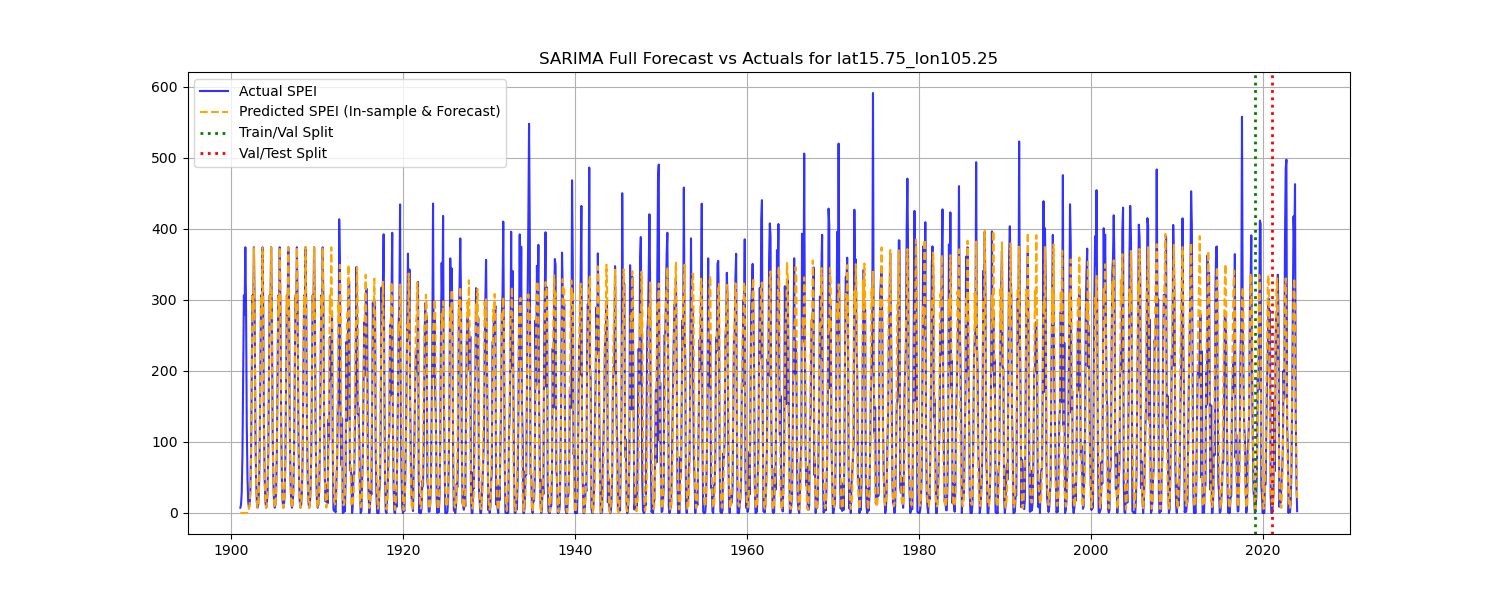 SARIMA Full Forecast vs Actuals for lat15.75_lon105.25
600
500
400
300
200
100
0
Actual SPEI
Predicted SPEI (In-sample & Forecast)
Train/Val Split
Val/Test Split
1900
1920
1940
1960
1980
2000
2020